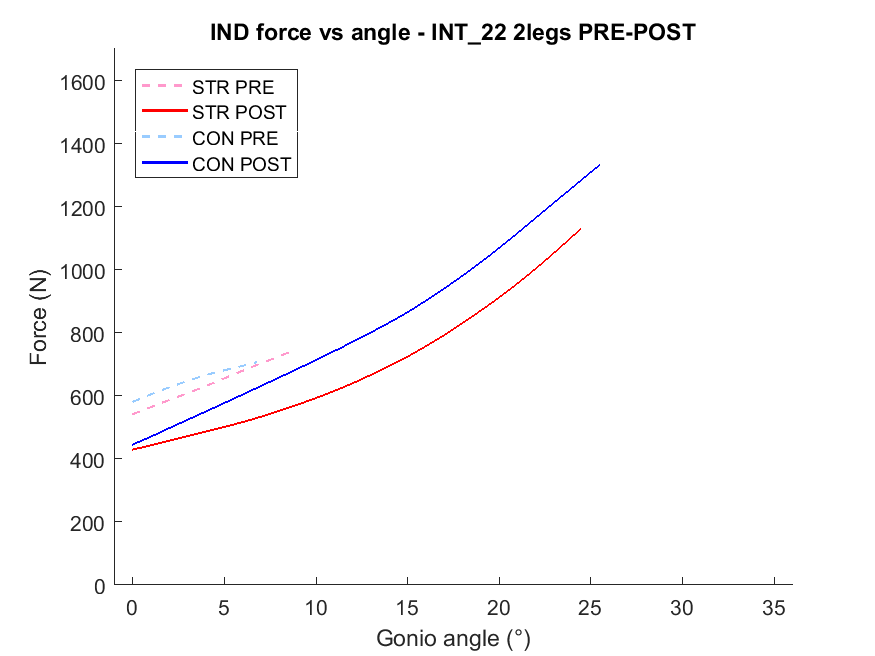 IND force vs angle - INT_22 2legs PRE-POST
STR PRE
STR POST
CON PRE
CON POST
1600
1400
1200
1000
800
600
400
200
0
Force (N)
0 5 10 15 20 25 30 35
Gonio angle (°)